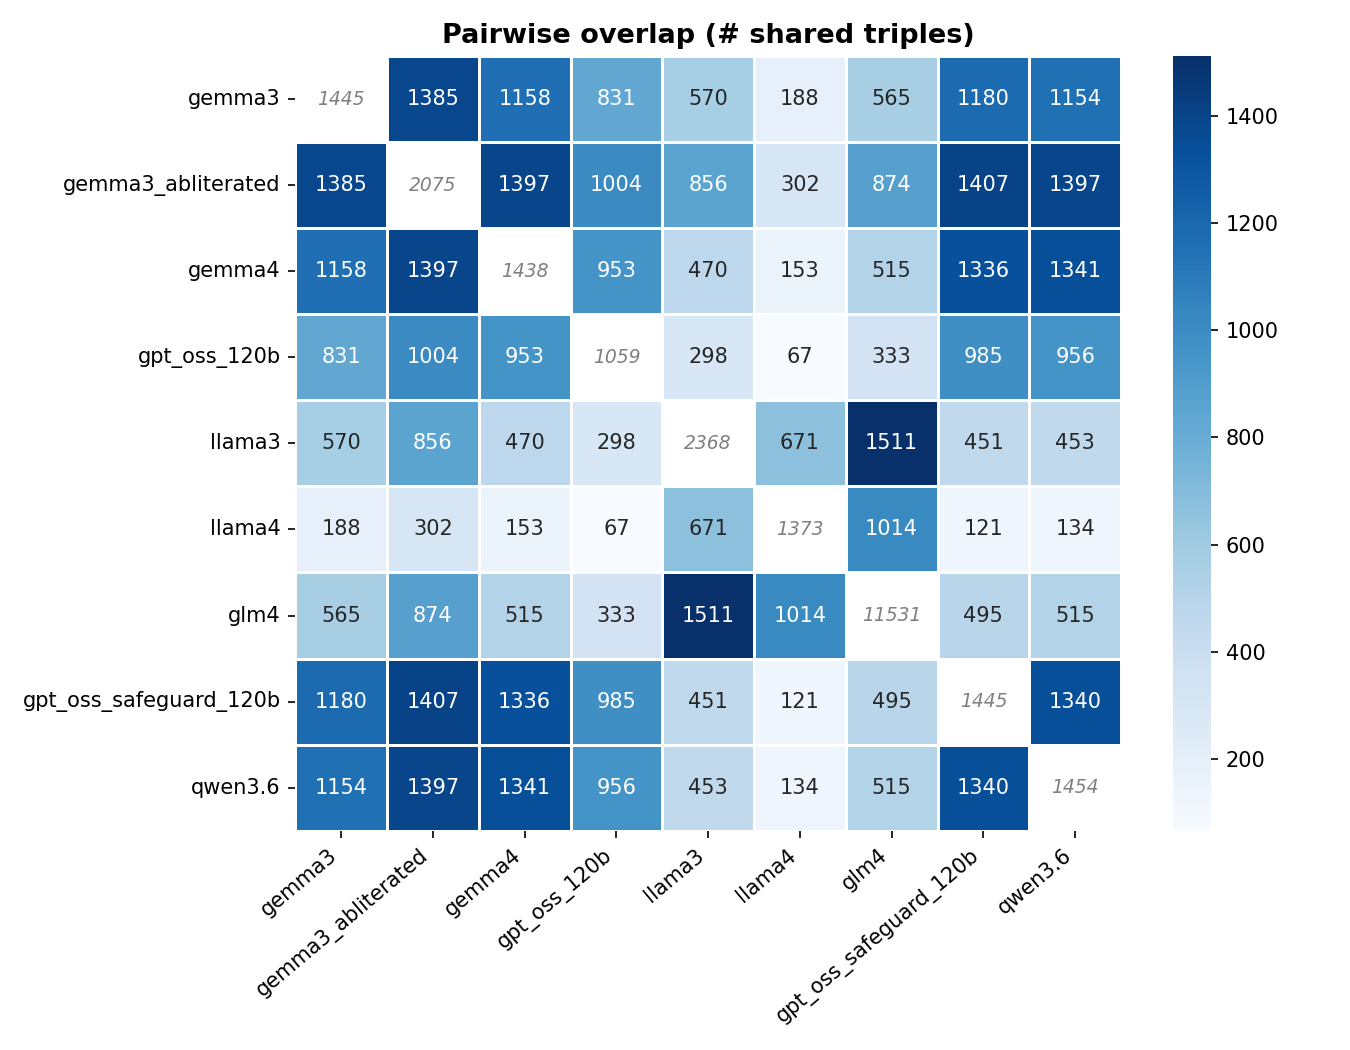 Pairwise overlap (# shared triples)
gemma3 1445 1385 1158 831 570 188 565 1180 1154
gemma3_abliterated 1385 2075 1397 1004 856 302 874 1407 1397
gemma4 1158 1397 1438 953 470 153 515 1336 1341
gpt_oss_120b 831 1004 953 1059 298 67 333 985 956
llama3 570 856 470 298 2368 671 1511 451 453
llama4 188 302 153 67 671 1373 1014 121 134
glm4 565 874 515 333 1511 1014 11531 495 515
gpt_oss_safeguard_120b 1180 1407 1336 985 451 121 495 1445 1340
qwen3.6 1154 1397 1341 956 453 134 515 1340 1454
gemma3 gemma3_abliterated gemma4 gpt_oss_120b llama3 llama4 glm4 gpt_oss_safeguard_120b qwen3.6
1400
1200
1000
800
600
400
200